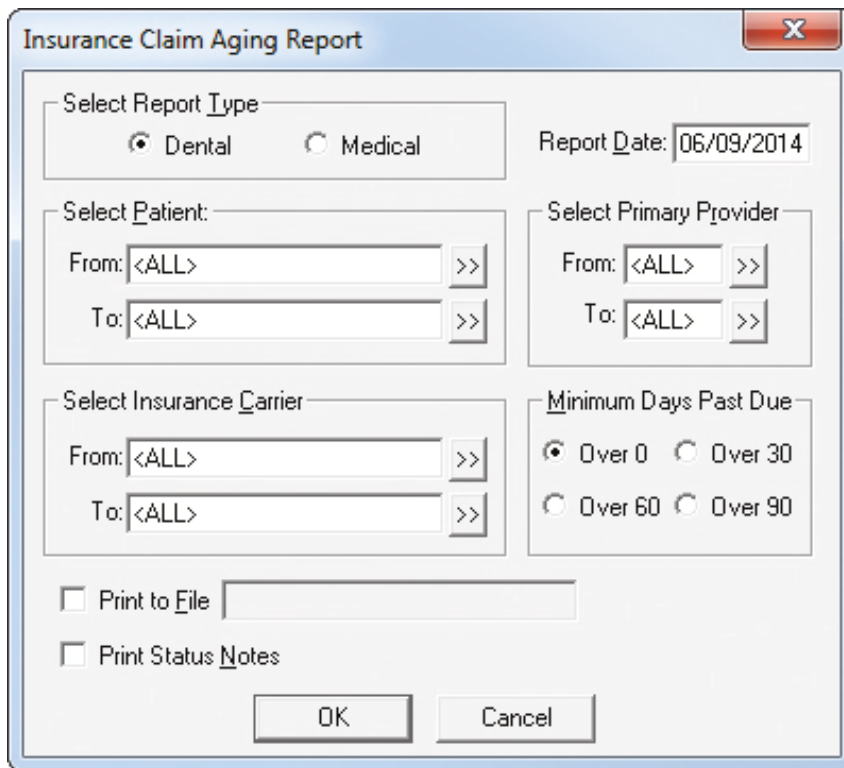 Insurance Claim Aging Report
Select Report Type
Dental Medical
Report Date: 06/09/2014
Select Patient:
From: <ALL> >>
To: <ALL> >>
Select Primary Provider
From: <ALL> >>
To: <ALL> >>
Select Insurance Carrier
From: <ALL> >>
To: <ALL> >>
Minimum Days Past Due
Over 0 Over 30
Over 60 Over 90
Print to File
Print Status Notes
OK Cancel